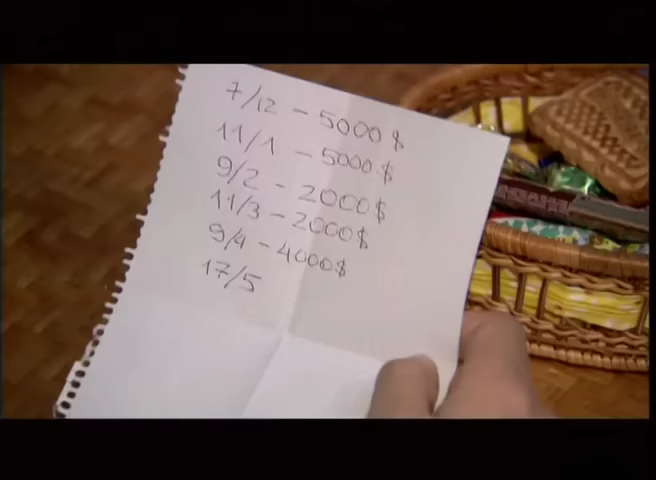 7/12 - 5000 $
11/1 - 5000 $
9/2 - 2000 $
11/3 - 2000 $
9/4 - 4000 $
17/5